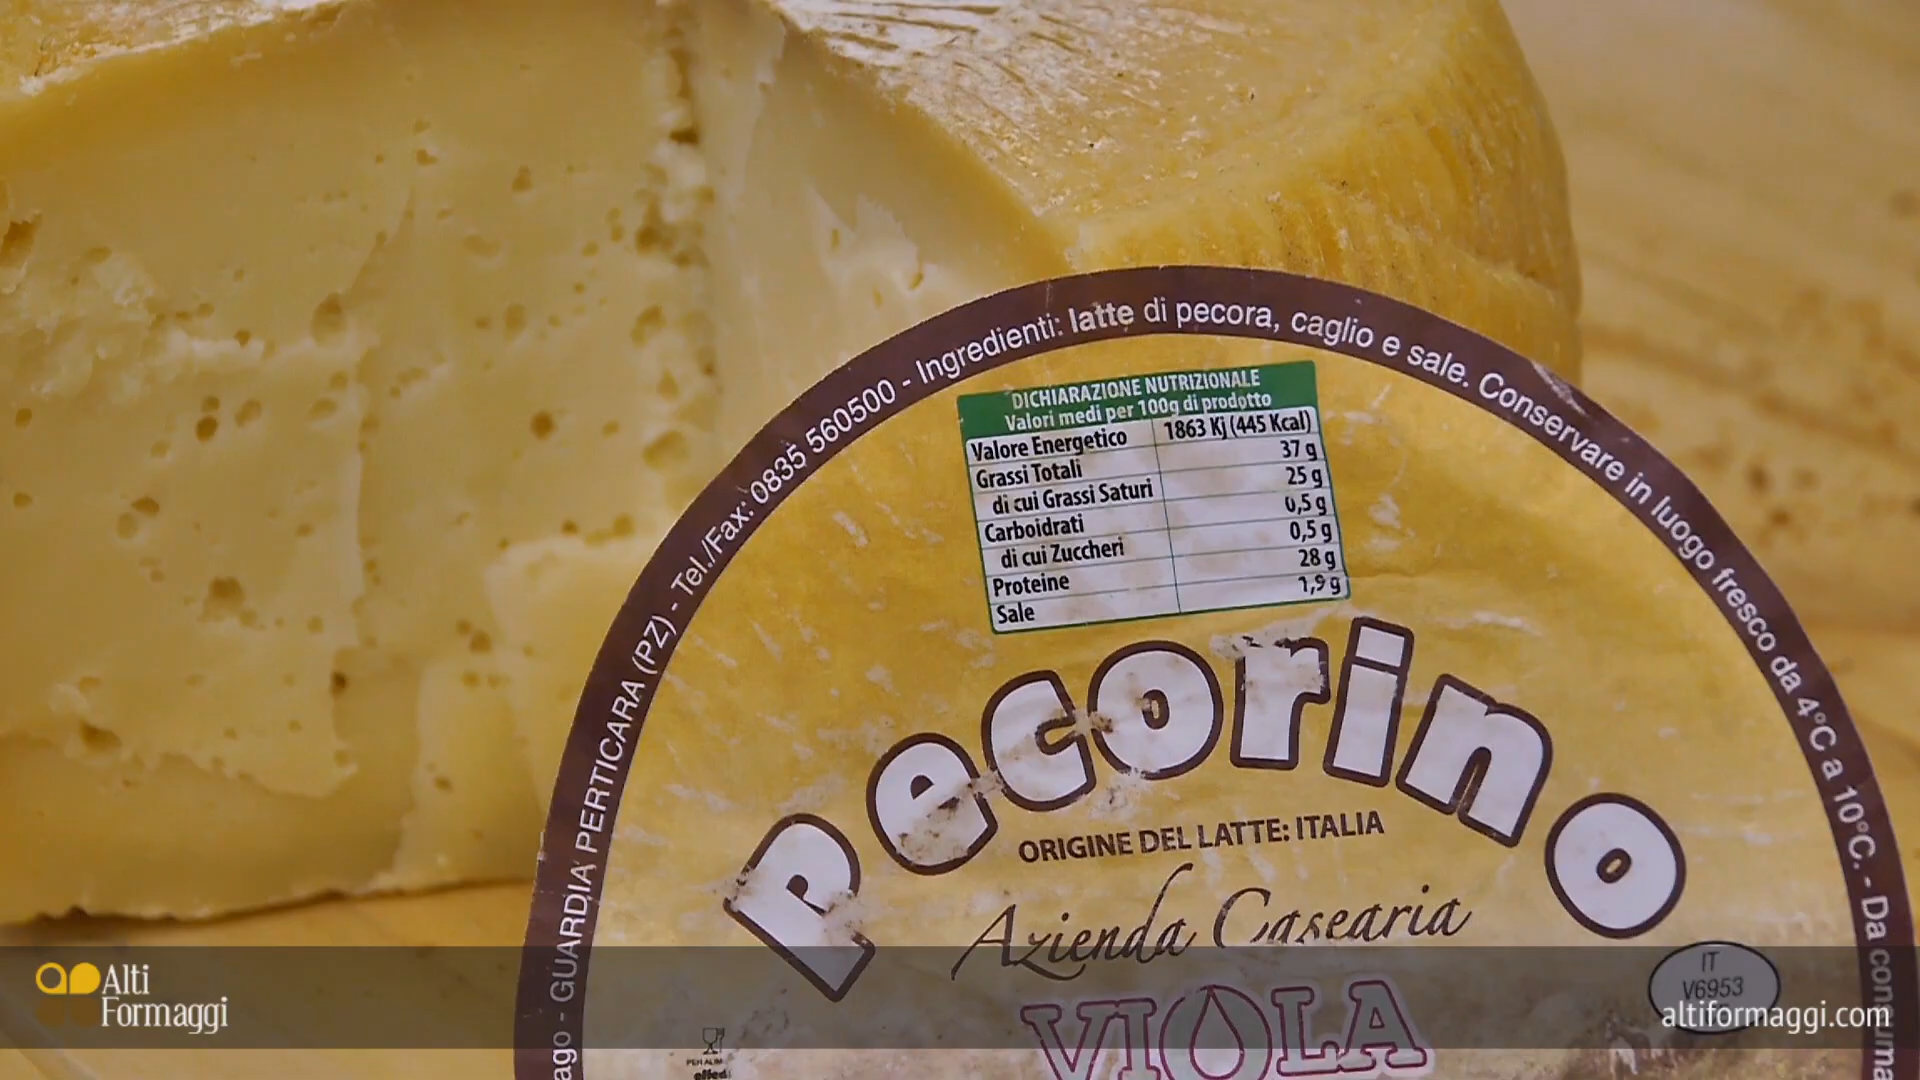 ago - GUARDIA PERTICARA (PZ) - Tel./Fax: 0835 560500 - Ingredienti: latte di pecora, caglio e sale. Conservare in luogo fresco da 4°C a 10°C. - Da consuma
DICHIARAZIONE NUTRIZIONALE
Valori medi per 100g di prodotto
Valore Energetico 1863 Kj (445 Kcal)
Grassi Totali 37 g
di cui Grassi Saturi 25 g
Carboidrati 0,5 g
di cui Zuccheri 0,5 g
Proteine 28 g
Sale 1,9 g
Pecorino
ORIGINE DEL LATTE: ITALIA
Azienda Casearia
VIOLA
IT
V6953
PER ALIM
Alti
Formaggi
altiformaggi.com